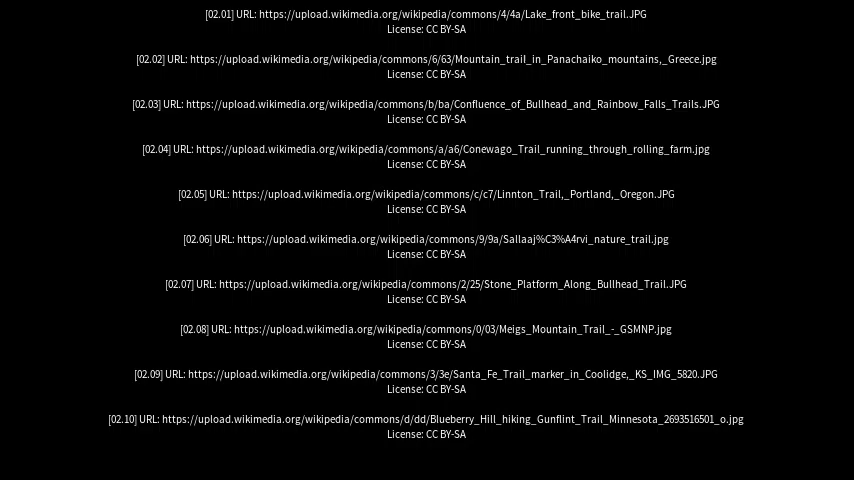 [02.01] URL: https://upload.wikimedia.org/wikipedia/commons/4/4a/Lake_front_bike_trail.JPG
License: CC BY-SA
[02.02] URL: https://upload.wikimedia.org/wikipedia/commons/6/63/Mountain_trail_in_Panachaiko_mountains,_Greece.jpg
License: CC BY-SA
[02.03] URL: https://upload.wikimedia.org/wikipedia/commons/b/ba/Confluence_of_Bullhead_and_Rainbow_Falls_Trails.JPG
License: CC BY-SA
[02.04] URL: https://upload.wikimedia.org/wikipedia/commons/a/a6/Conewago_Trail_running_through_rolling_farm.jpg
License: CC BY-SA
[02.05] URL: https://upload.wikimedia.org/wikipedia/commons/c/c7/Linnton_Trail,_Portland,_Oregon.JPG
License: CC BY-SA
[02.06] URL: https://upload.wikimedia.org/wikipedia/commons/9/9a/Sallaaj%C3%A4rvi_nature_trail.jpg
License: CC BY-SA
[02.07] URL: https://upload.wikimedia.org/wikipedia/commons/2/25/Stone_Platform_Along_Bullhead_Trail.JPG
License: CC BY-SA
[02.08] URL: https://upload.wikimedia.org/wikipedia/commons/0/03/Meigs_Mountain_Trail_-_GSMNP.jpg
License: CC BY-SA
[02.09] URL: https://upload.wikimedia.org/wikipedia/commons/3/3e/Santa_Fe_Trail_marker_in_Coolidge,_KS_IMG_5820.JPG
License: CC BY-SA
[02.10] URL: https://upload.wikimedia.org/wikipedia/commons/d/dd/Blueberry_Hill_hiking_Gunflint_Trail_Minnesota_2693516501_o.jpg
License: CC BY-SA